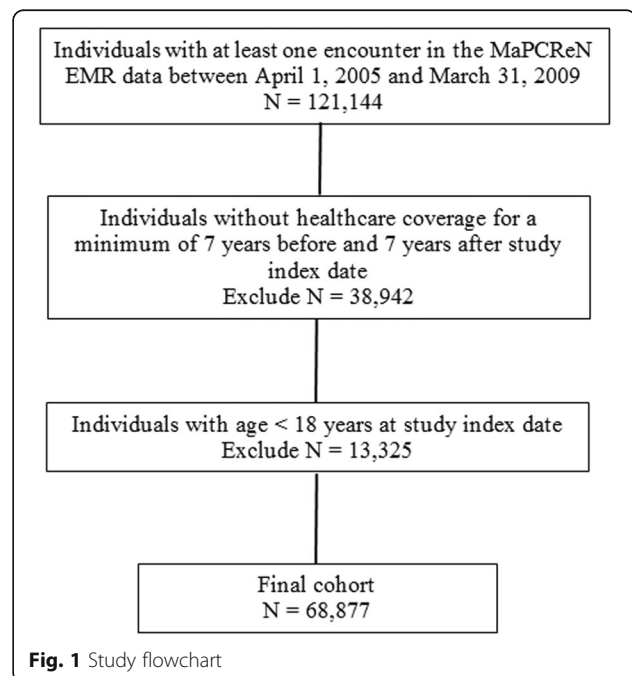 Individuals with at least one encounter in the MaPCReN
EMR data between April 1, 2005 and March 31, 2009
N = 121,144
Individuals without healthcare coverage for a
minimum of 7 years before and 7 years after study
index date
Exclude N = 38,942
Individuals with age < 18 years at study index date
Exclude N = 13,325
Final cohort
N = 68,877
Fig. 1 Study flowchart